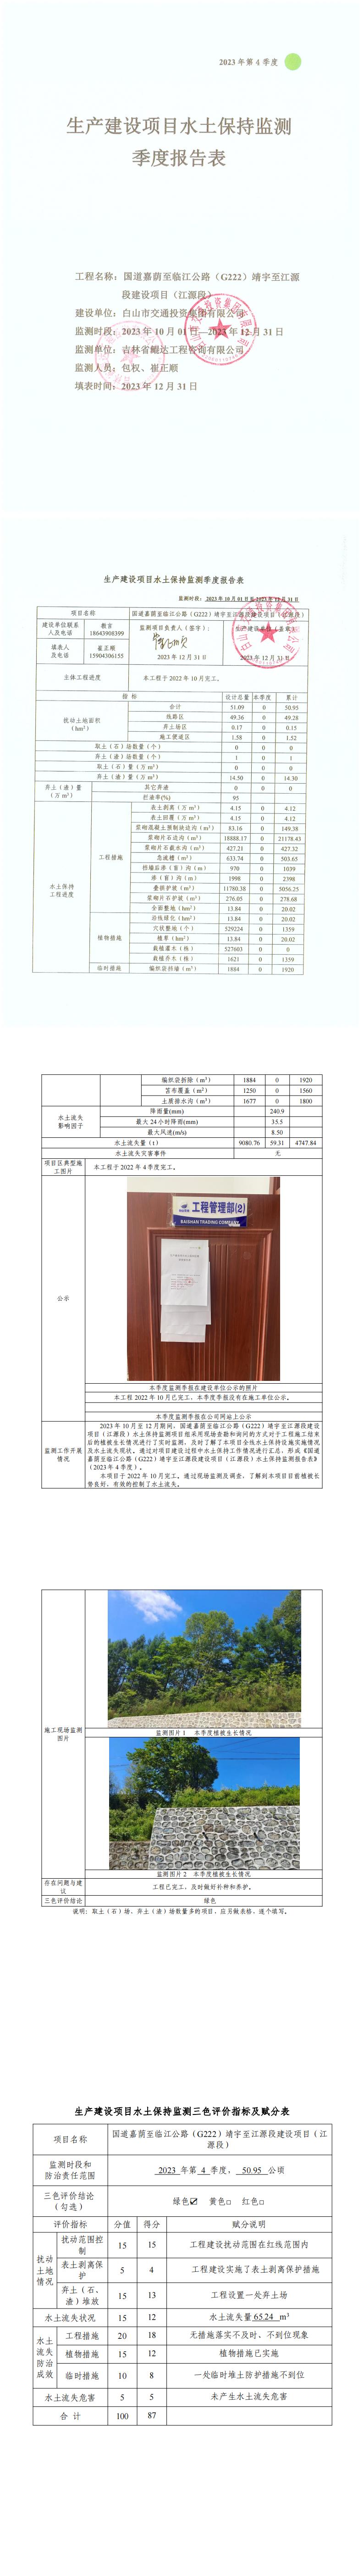 2023 年第 4 季度
生产建设项目水土保持监测
季度报告表
工程名称：国道嘉荫至临江公路（G222）靖宇至江源
段建设项目（江源段）
建设单位：白山市交通投资集团有限公司
监测时段：2023 年 10 月 01 日—2023 年 12 月 31 日
监测单位：吉林省鲲达工程咨询有限公司
监测人员：包权、崔正顺
填表时间：2023 年 12 月 31 日
生产建设项目水土保持监测季度报告表
监测时段：2023 年 10 月 01 日至 2023 年 12 月 31 日
项目名称 国道嘉荫至临江公路（G222）靖宇至江源段建设项目（江源段）
建设单位联系人及电话 18643908399
监测项目负责人（签字）：
生产建设单位（盖章）
填表人及电话 崔正顺 15904306155
2023 年 12 月 31 日 2023 年 12 月 31 日
主体工程进度 本工程于 2022 年 10 月完工。
指 标 设计总量 本季度 累计
扰动土地面积（hm²） 合计 51.09 0 50.95
线路区 49.36 0 49.28
弃土场区 0.17 0 0.15
施工便道区 1.58 0 1.52
取土（石）场数量（个） 0 0 0
弃土（渣）场数量（个） 1 0 1
取土（石）量（万 m³） 0 0 0
弃土（渣）量（万 m³） 弃土（渣）量（万 m³） 14.50 0 14.30
其它弃渣 0 0 0
拦渣率(%) 95
水土保持工程进度 工程措施 表土剥离（万 m³） 4.15 0 4.12
表土回覆（万 m³） 4.15 0 4.12
浆砌混凝土预制块边沟（m³） 83.16 0 149.38
浆砌片石边沟（m³） 18888.17 0 21178.43
浆砌片石截水沟（m³） 427.21 0 427.32
急流槽（m³） 633.74 0 503.65
挡墙后渗（盲）沟（m） 970 0 1039
渗（盲）沟（m） 1998 0 2398
叠拱护坡（m²） 11780.38 0 5056.25
浆砌片石护坡（m³） 276.05 0 278.68
全面整地（hm²） 13.84 0 20.02
植物措施 沿线绿化（hm²） 13.84 0 20.02
穴状整地（个） 529224 0 1359
植草（hm²） 13.84 0 20.02
栽植灌木（株） 527603 0 0
栽植乔木（株） 1621 0 1359
临时措施 编织袋挡墙（m³） 1884 0 1920
编织袋拆除（m³） 1884 0 1920
苫布覆盖（m²） 1250 0 1560
土质排水沟（m³） 1677 0 1800
水土流失影响因子 降雨量(mm) 240.9
最大 24 小时降雨(mm) 35.5
最大风速(m/s) 8.50
水土流失量（t） 9080.76 59.31 4747.84
水土流失灾害事件 无
项目区典型施工图片 本工程于 2022 年 4 季度完工。
公示
工程管理部(2)
BAISHAN TRADING COMPANY
本季度监测季报在建设单位公示的照片
本工程 2022 年 10 月已完工，本季度季报没有在施工单位公示。
本季度监测季报在公司网站上公示
监测工作开展情况
2023 年 10 月至 12 月期间，国道嘉荫至临江公路（G222）靖宇至江源段建设
项目（江源段）水土保持监测项目组采用现场查勘和询问的方式对于工程施工结束
后的植被生长情况进行了实时监测，及时了解了本项目全线水土保持设施实施情况
及水土流失现状。通过对项目建设过程中水土保持工作情况进行汇总，形成《国道
嘉荫至临江公路（G222）靖宇至江源段建设项目（江源段）水土保持监测报告表》
（2023 年 4 季度）。
本项目于 2022 年 10 月完工，通过现场监测及调查，了解到本项目目前植被长
势良好，有效的控制了水土流失。
施工现场监测图片
监测图片 1 本季度植被生长情况
监测图片 2 本季度植被生长情况
存在问题与建议 工程已完工，及时做好补种和养护。
三色评价结论 绿色
说明：取土（石）场、弃土（渣）场数量多的项目，应另做表格，逐个填写。
生产建设项目水土保持监测三色评价指标及赋分表
项目名称 国道嘉荫至临江公路（G222）靖宇至江源段建设项目（江源段）
监测时段和防治责任范围 2023 年第 4 季度， 50.95 公顷
三色评价结论（勾选） 绿色☑ 黄色□ 红色□
评价指标 分值 得分 赋分说明
扰动土地情况 扰动范围控制 15 15 工程建设扰动范围在红线范围内
表土剥离保护 5 4 工程建设实施了表土剥离保护措施
弃土（石、渣）堆放 15 13 工程设置一处弃土场
水土流失状况 15 12 水土流失量 65.24 m³
水土流失防治成效 工程措施 20 18 无措施落实不及时、不到位现象
植物措施 15 12 植物措施已实施
临时措施 10 8 一处临时堆土防护措施不到位
水土流失危害 5 5 未产生水土流失危害
合 计 100 87